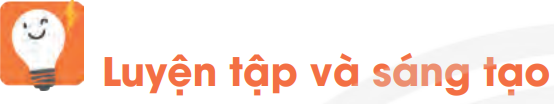 Luyện tập và sáng tạo